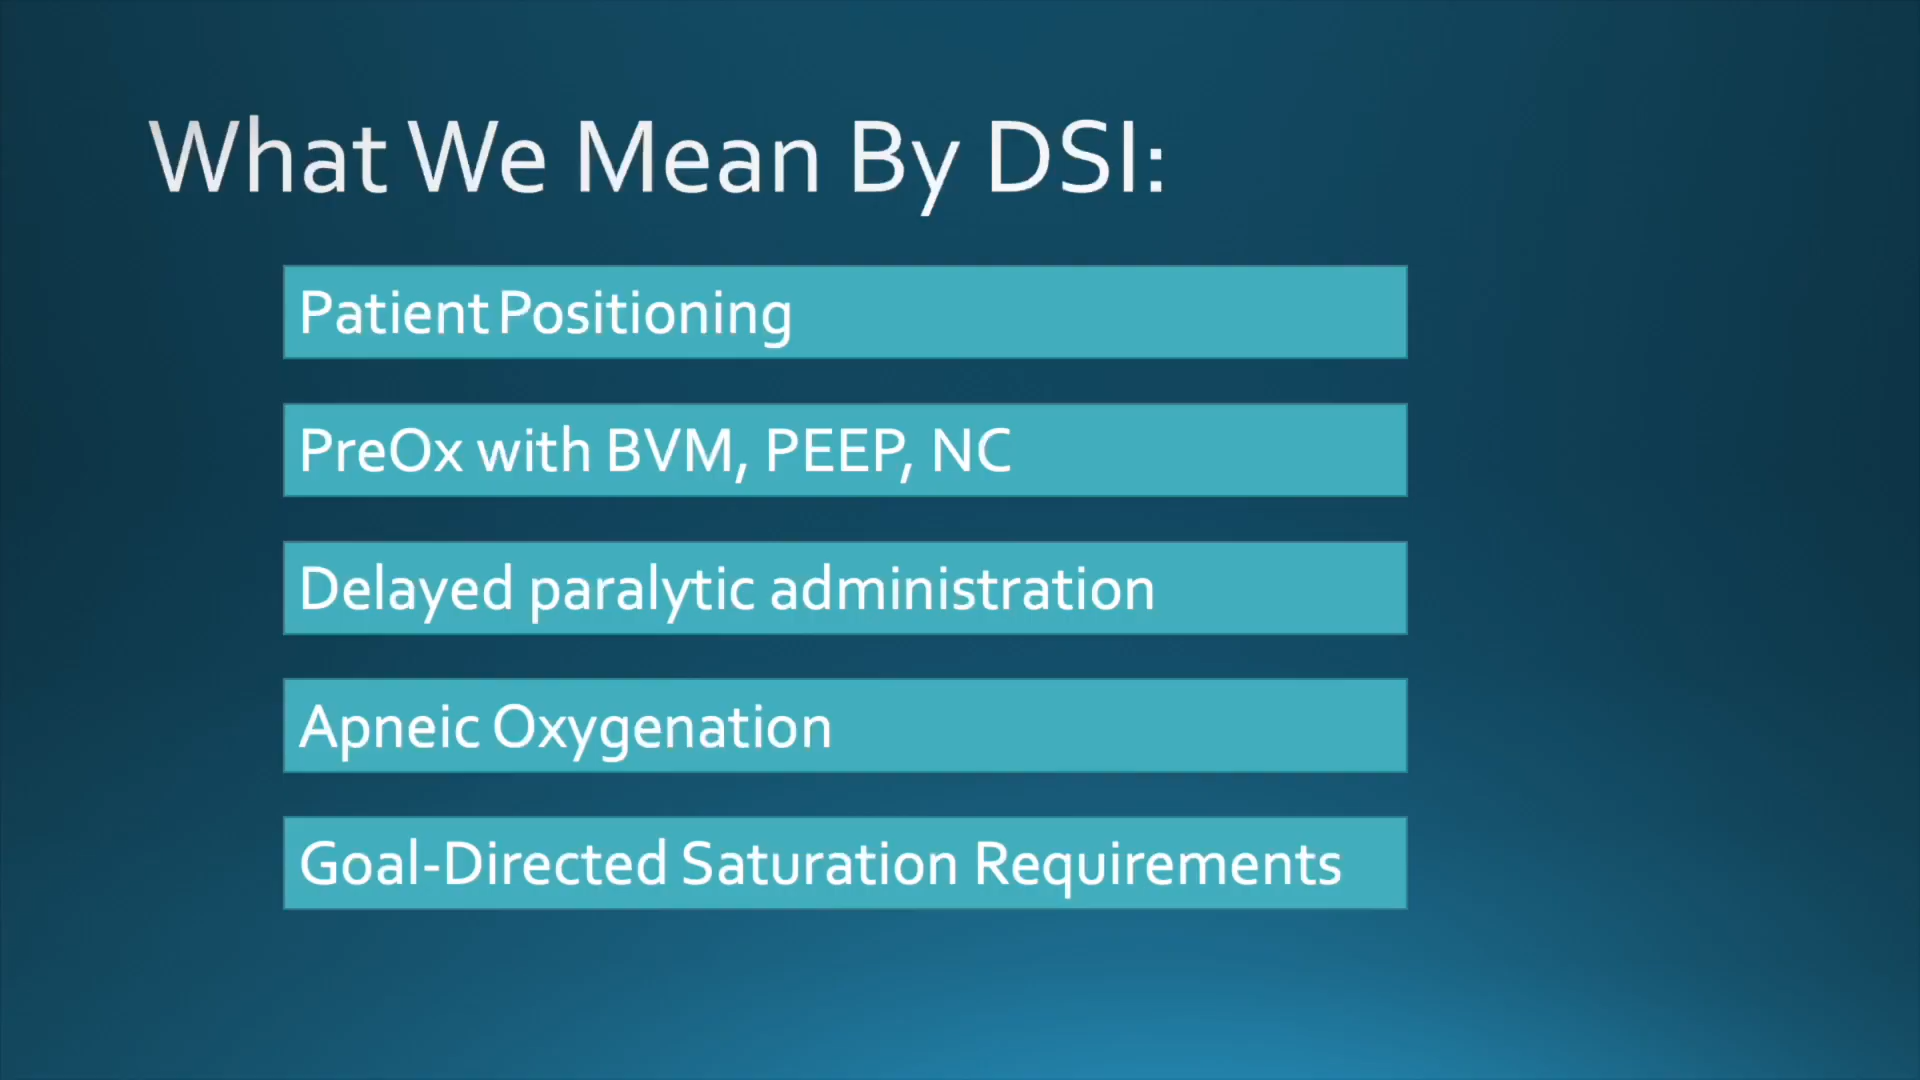 What We Mean By DSI:
Patient Positioning
PreOx with BVM, PEEP, NC
Delayed paralytic administration
Apneic Oxygenation
Goal-Directed Saturation Requirements